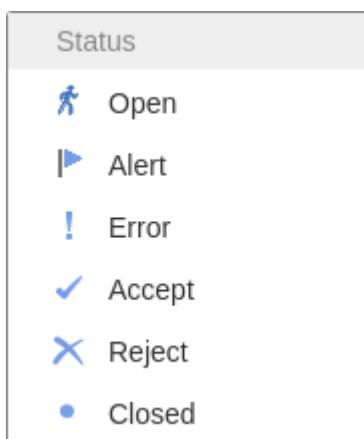 Status
Open
Alert
Error
Accept
Reject
Closed